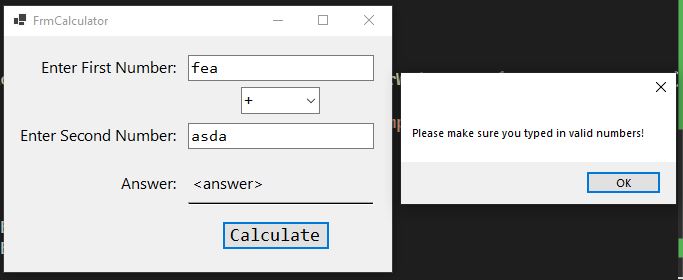 FrmCalculator
Enter First Number: fea
+
Enter Second Number: asda
Answer: <answer>
Calculate
Please make sure you typed in valid numbers!
OK